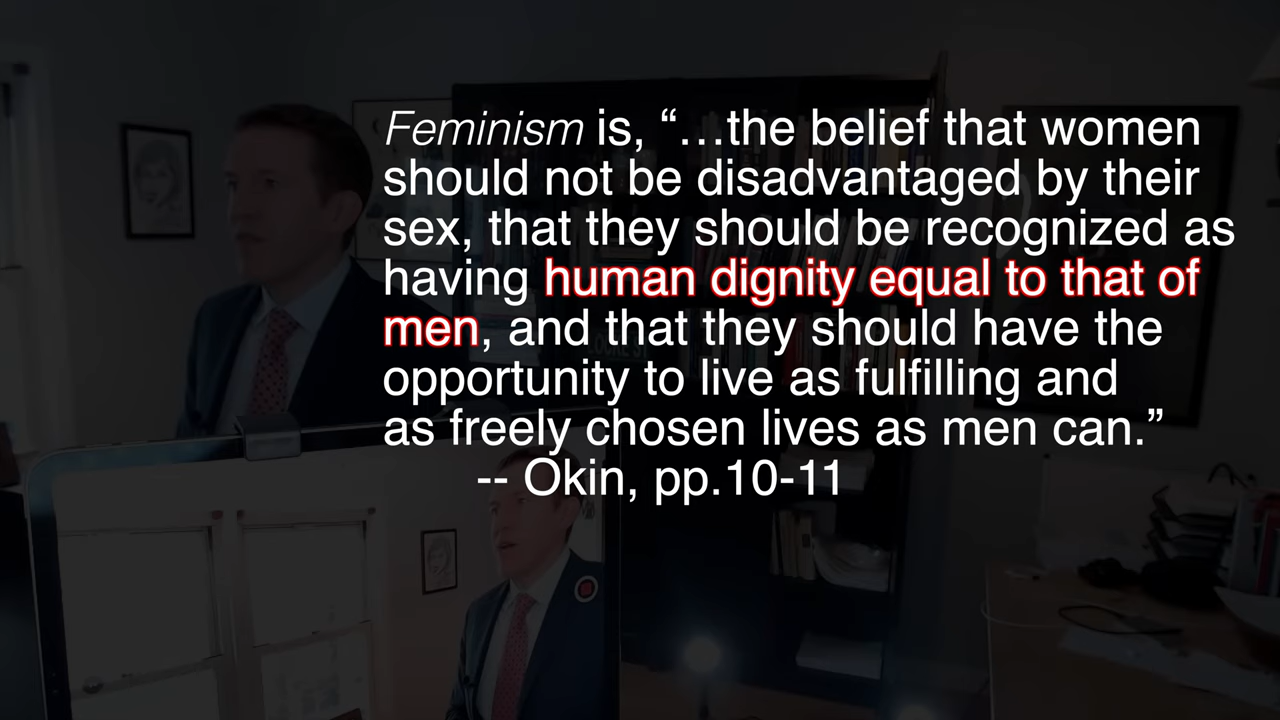 Feminism is, “…the belief that women
should not be disadvantaged by their
sex, that they should be recognized as
having human dignity equal to that of
men, and that they should have the
opportunity to live as fulfilling and
as freely chosen lives as men can.”
-- Okin, pp.10-11